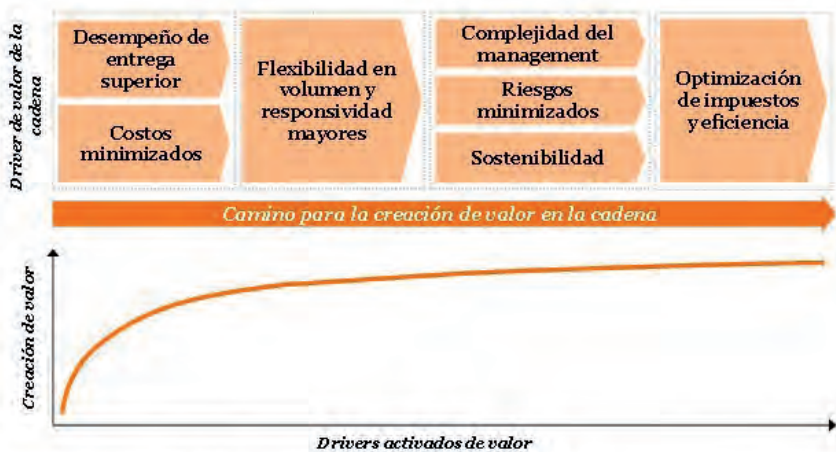 Driver de valor de la
cadena
Desempeño de
entrega
superior
Costos
minimizados
Flexibilidad en
volumen y
responsividad
mayores
Complejidad del
management
Riesgos
minimizados
Sostenibilidad
Optimización
de impuestos
y eficiencia
Camino para la creación de valor en la cadena
Creación de valor
Drivers activados de valor